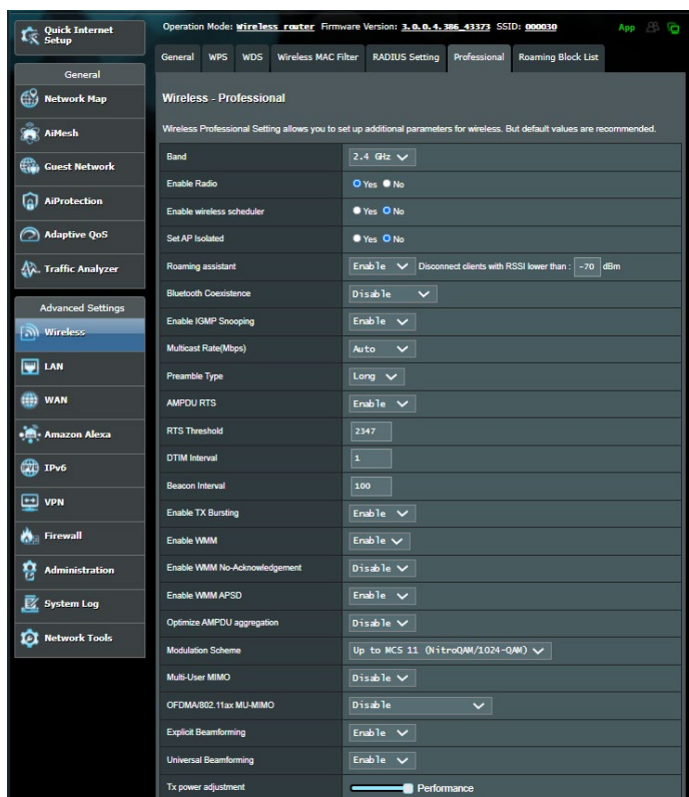 Quick Internet
Setup
Operation Mode: Wireless router Firmware Version: 3.0.0.4.386_43373 SSID: 000030
App
General WPS WDS Wireless MAC Filter RADIUS Setting Professional Roaming Block List
General
Network Map
AiMesh
Guest Network
AiProtection
Adaptive QoS
Traffic Analyzer
Advanced Settings
Wireless
LAN
WAN
Amazon Alexa
IPv6
VPN
Firewall
Administration
System Log
Network Tools
Wireless - Professional
Wireless Professional Setting allows you to set up additional parameters for wireless. But default values are recommended.
Band 2.4 GHz
Enable Radio Yes No
Enable wireless scheduler Yes No
Set AP Isolated Yes No
Roaming assistant Enable Disconnect clients with RSSI lower than : -70 dBm
Bluetooth Coexistence Disable
Enable IGMP Snooping Enable
Multicast Rate(Mbps) Auto
Preamble Type Long
AMPDU RTS Enable
RTS Threshold 2347
DTIM Interval 1
Beacon Interval 100
Enable TX Bursting Enable
Enable WMM Enable
Enable WMM No-Acknowledgement Disable
Enable WMM APSD Enable
Optimize AMPDU aggregation Disable
Modulation Scheme Up to MCS 11 (NitroQAM/1024-QAM)
Multi-User MIMO Disable
OFDMA/802.11ax MU-MIMO Disable
Explicit Beamforming Enable
Universal Beamforming Enable
Tx power adjustment Performance